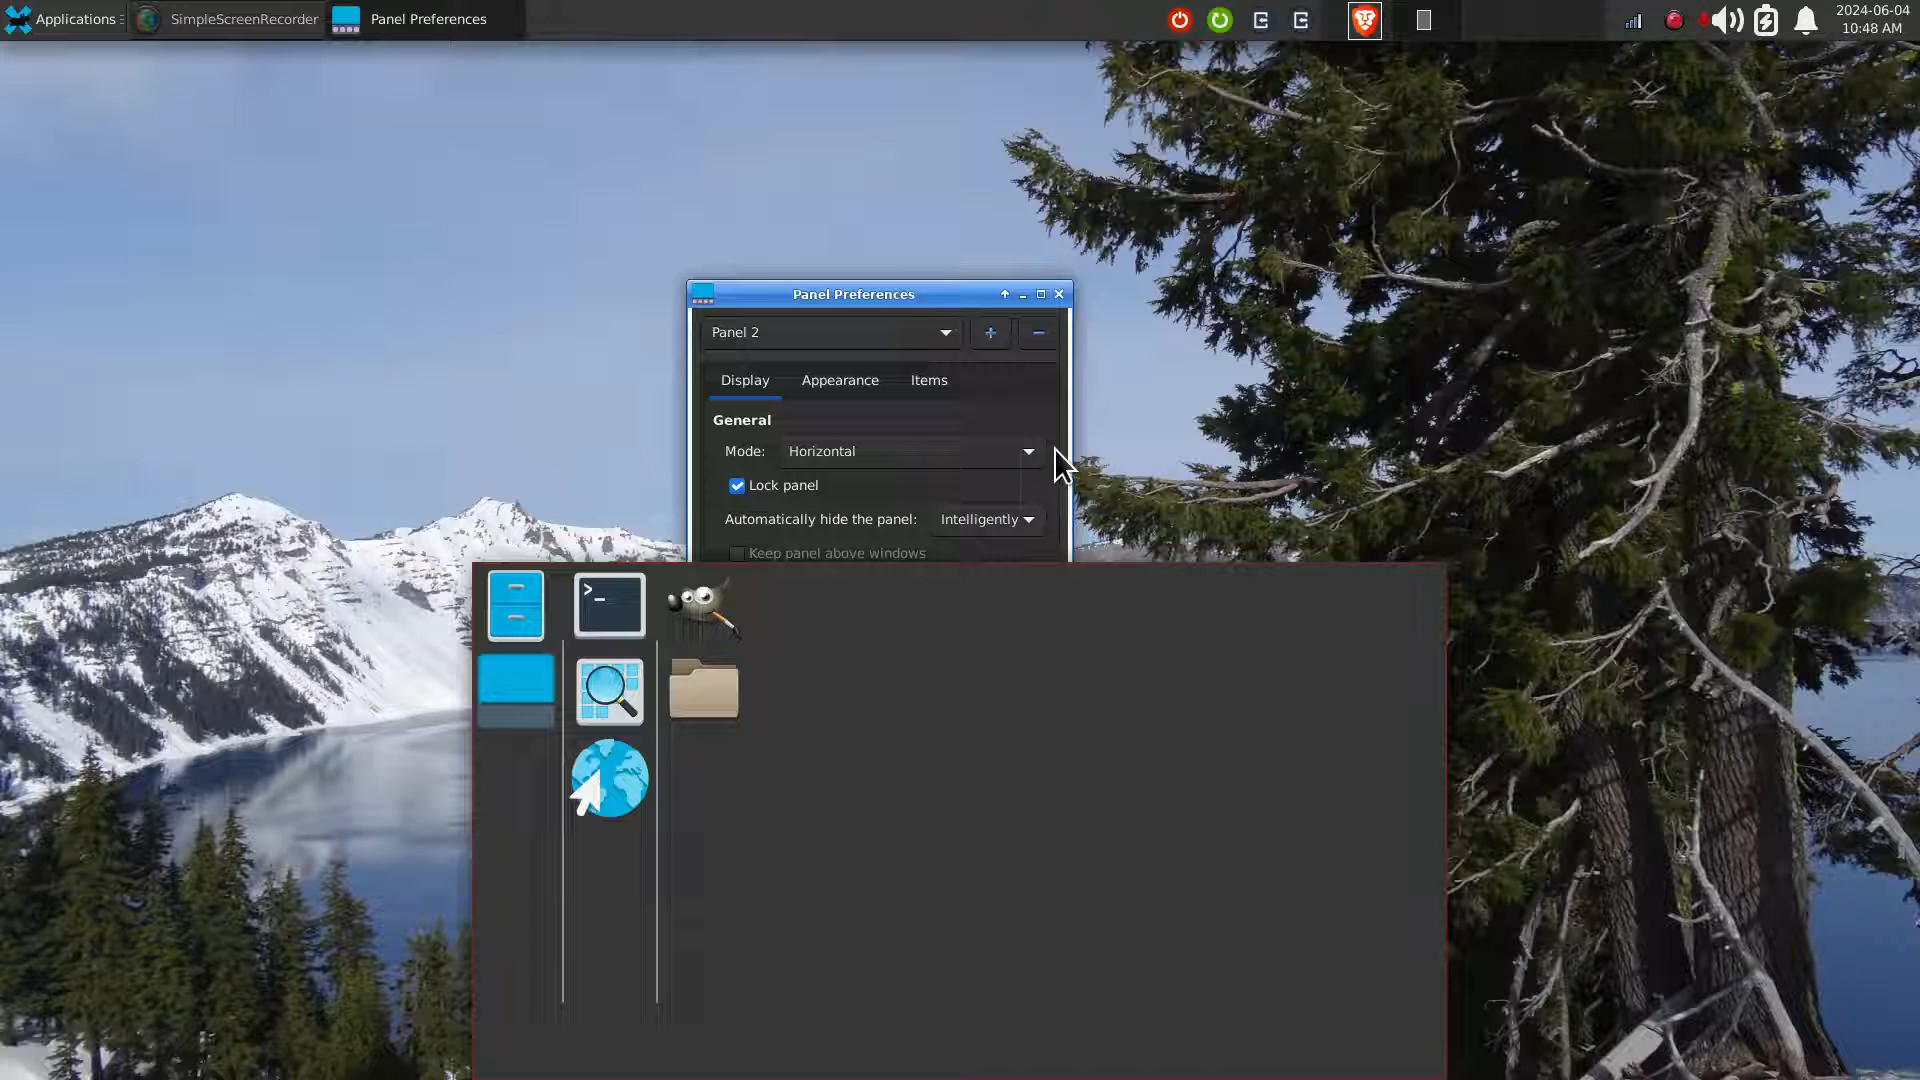 Applications
SimpleScreenRecorder
Panel Preferences
2024-06-04
10:48 AM
Panel Preferences
Panel 2
Display
Appearance
Items
General
Mode: Horizontal
Lock panel
Automatically hide the panel: Intelligently
Keep panel above windows
>_